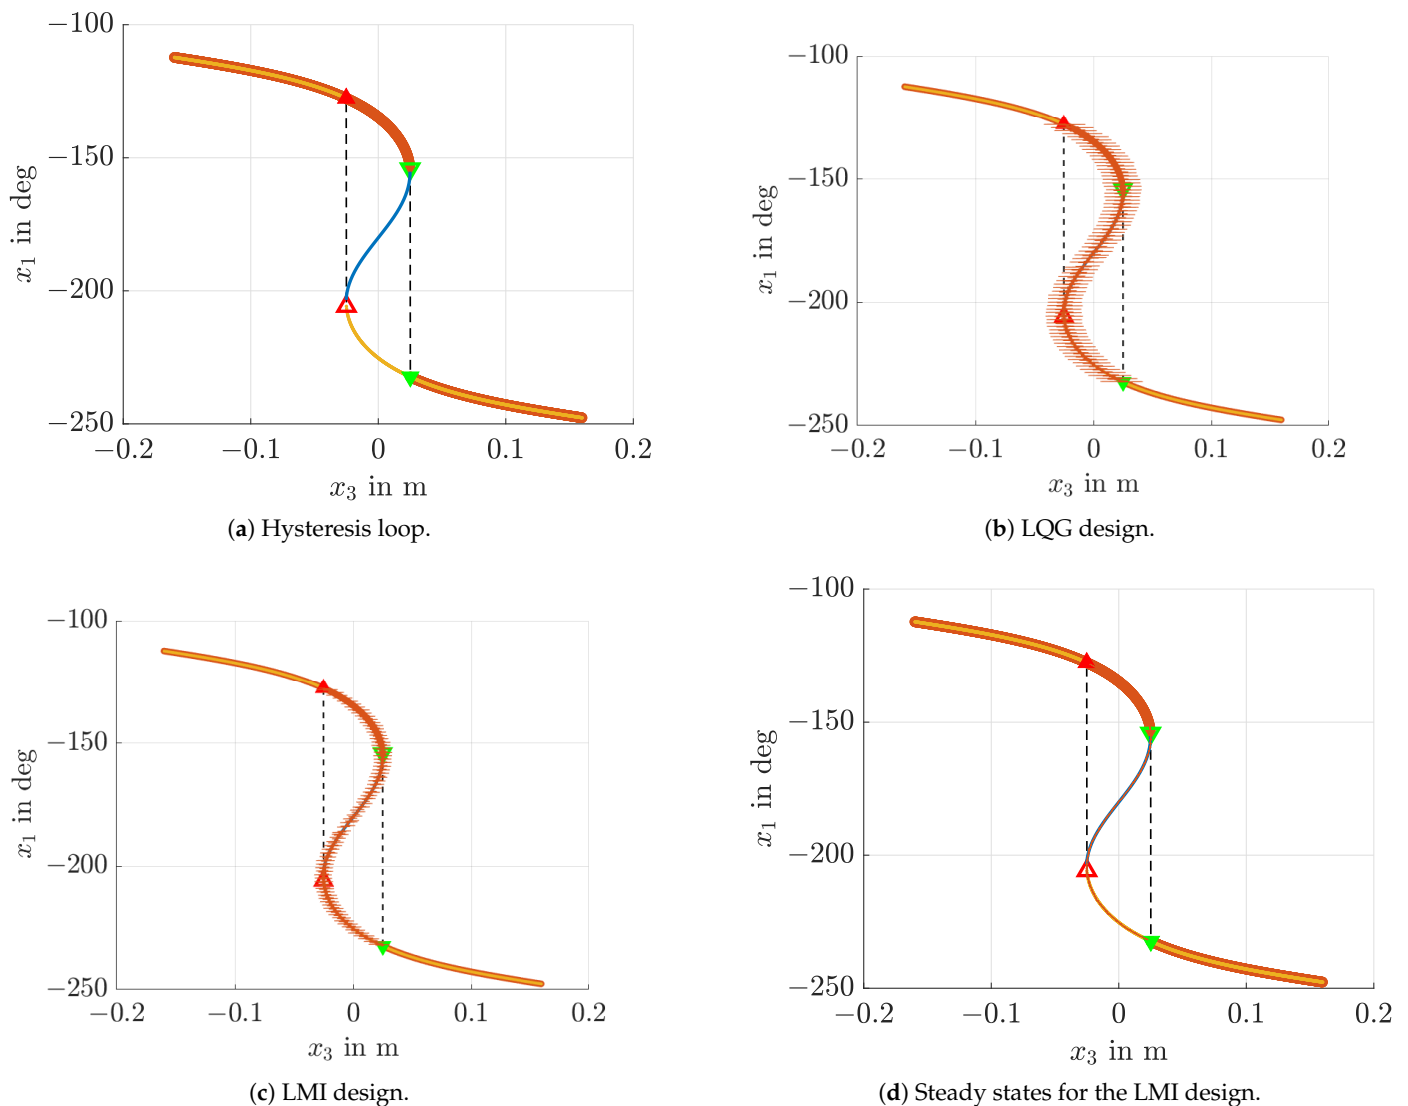 −100
−150
−200
−250
x₁ in deg
−0.2 −0.1 0 0.1 0.2
x₃ in m
(a) Hysteresis loop.
−100
−150
−200
−250
x₁ in deg
−0.2 −0.1 0 0.1 0.2
x₃ in m
(b) LQG design.
−100
−150
−200
−250
x₁ in deg
−0.2 −0.1 0 0.1 0.2
x₃ in m
(c) LMI design.
−100
−150
−200
−250
x₁ in deg
−0.2 −0.1 0 0.1 0.2
x₃ in m
(d) Steady states for the LMI design.